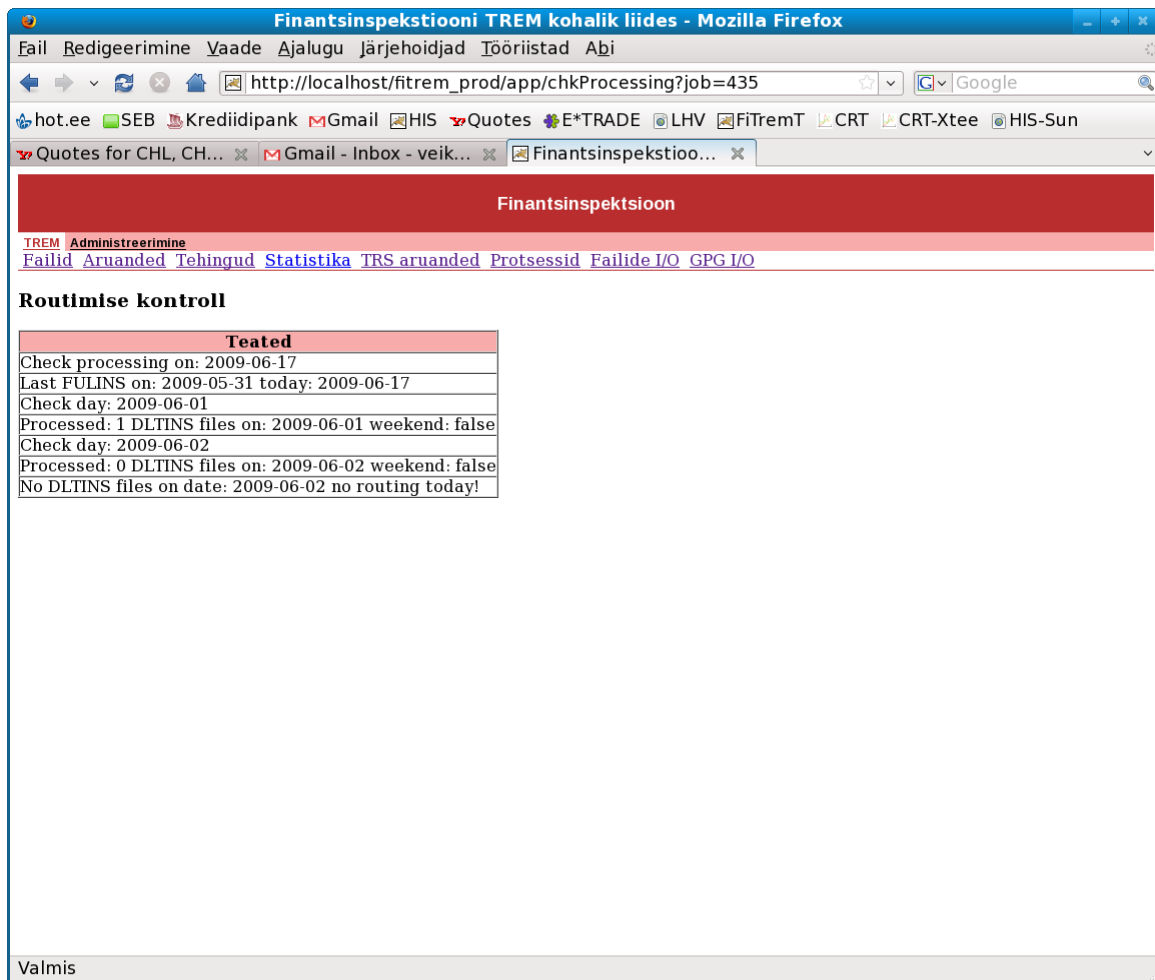 Finantsinspekstiooni TREM kohalik liides - Mozilla Firefox
Fail Redigeerimine Vaade Ajalugu Järjehoidjad Tööriistad Abi
http://localhost/fitrem_prod/app/chkProcessing?job=435 G Google
hot.ee SEB Krediidipank Gmail HIS Quotes E*TRADE LHV FiTremT CRT CRT-Xtee HIS-Sun
Quotes for CHL, CH... Gmail - Inbox - veik... Finantsinspekstioo...
Finantsinspektsioon
TREM Administreerimine
Failid Aruanded Tehingud Statistika TRS aruanded Protsessid Failide I/O GPG I/O
Routimise kontroll
Teated
Check processing on: 2009-06-17
Last FULINS on: 2009-05-31 today: 2009-06-17
Check day: 2009-06-01
Processed: 1 DLTINS files on: 2009-06-01 weekend: false
Check day: 2009-06-02
Processed: 0 DLTINS files on: 2009-06-02 weekend: false
No DLTINS files on date: 2009-06-02 no routing today!
Valmis